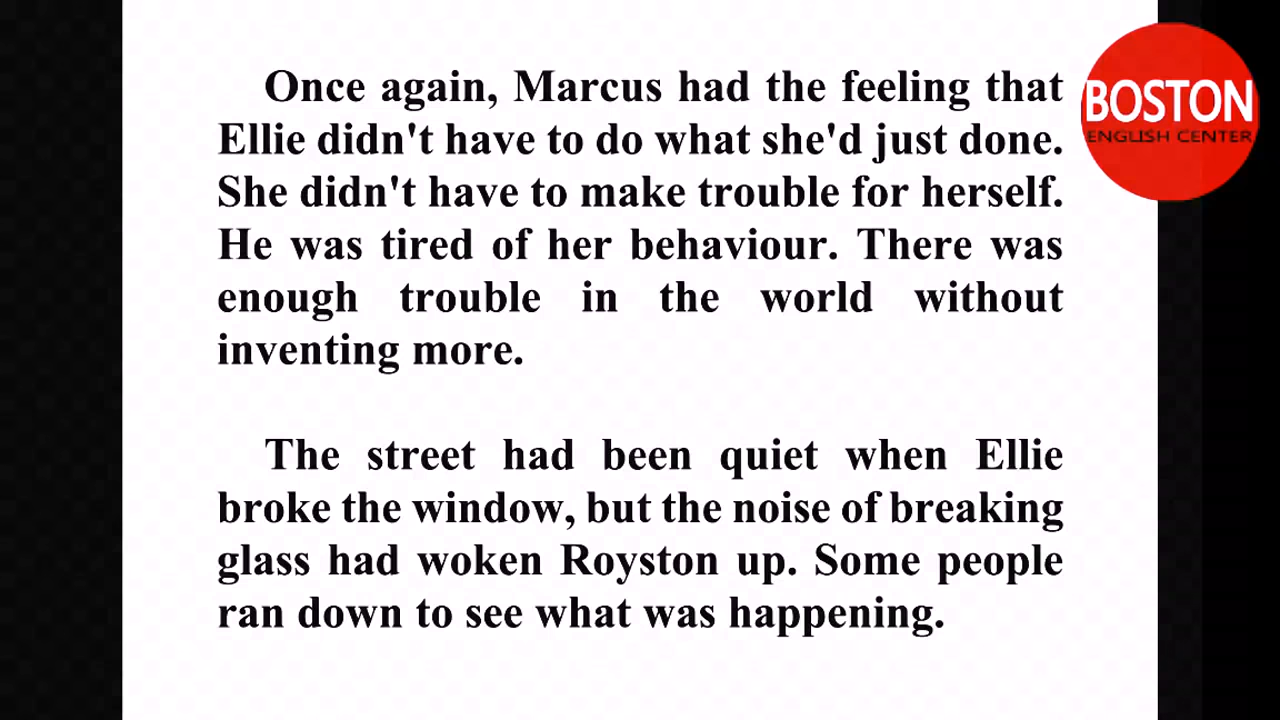 Once again, Marcus had the feeling that
Ellie didn't have to do what she'd just done.
She didn't have to make trouble for herself.
He was tired of her behaviour. There was
enough trouble in the world without
inventing more.
The street had been quiet when Ellie
broke the window, but the noise of breaking
glass had woken Royston up. Some people
ran down to see what was happening.
BOSTON
ENGLISH CENTER